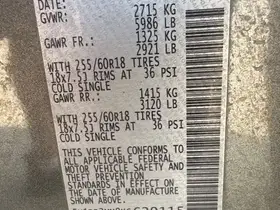 DATE:
GVWR: 2715 KG
5986 LB
GAWR FR.: 1325 KG
2921 LB
WITH 255/60R18 TIRES
18x7.5J RIMS AT 36 PSI
COLD SINGLE
GAWR RR.: 1415 KG
3120 LB
WITH 255/60R18 TIRES
18x7.5J RIMS AT 36 PSI
COLD SINGLE
THIS VEHICLE CONFORMS TO
ALL APPLICABLE FEDERAL
MOTOR VEHICLE SAFETY AND
THEFT PREVENTION
STANDARDS IN EFFECT ON
THE DATE OF MANUFACTURE
SHOWN ABOVE.